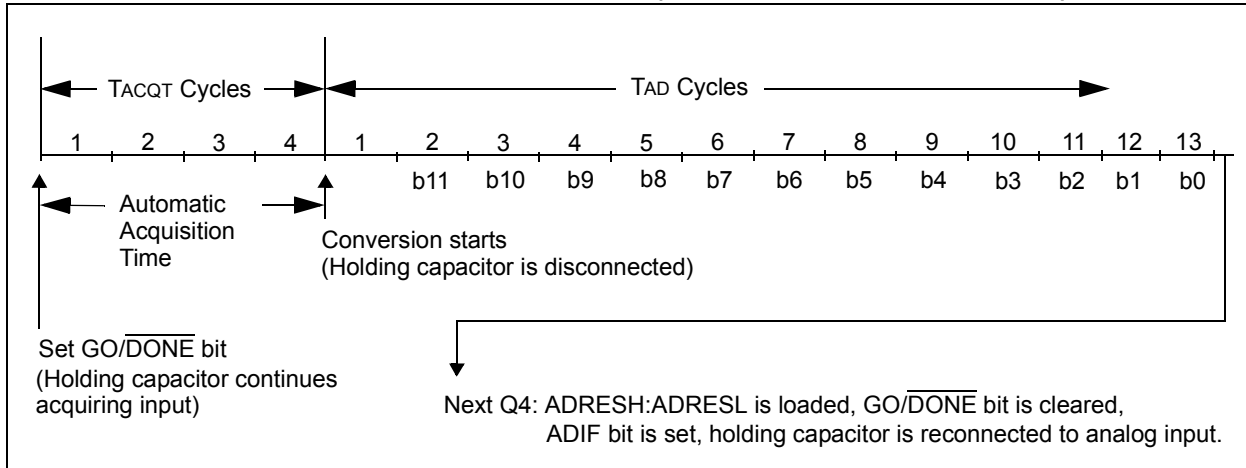 TACQT Cycles TAD Cycles
1 2 3 4 1 2 3 4 5 6 7 8 9 10 11 12 13
b11 b10 b9 b8 b7 b6 b5 b4 b3 b2 b1 b0
Automatic
Acquisition
Time
Conversion starts
(Holding capacitor is disconnected)
Set GO/DONE bit
(Holding capacitor continues
acquiring input)
Next Q4: ADRESH:ADRESL is loaded, GO/DONE bit is cleared,
ADIF bit is set, holding capacitor is reconnected to analog input.